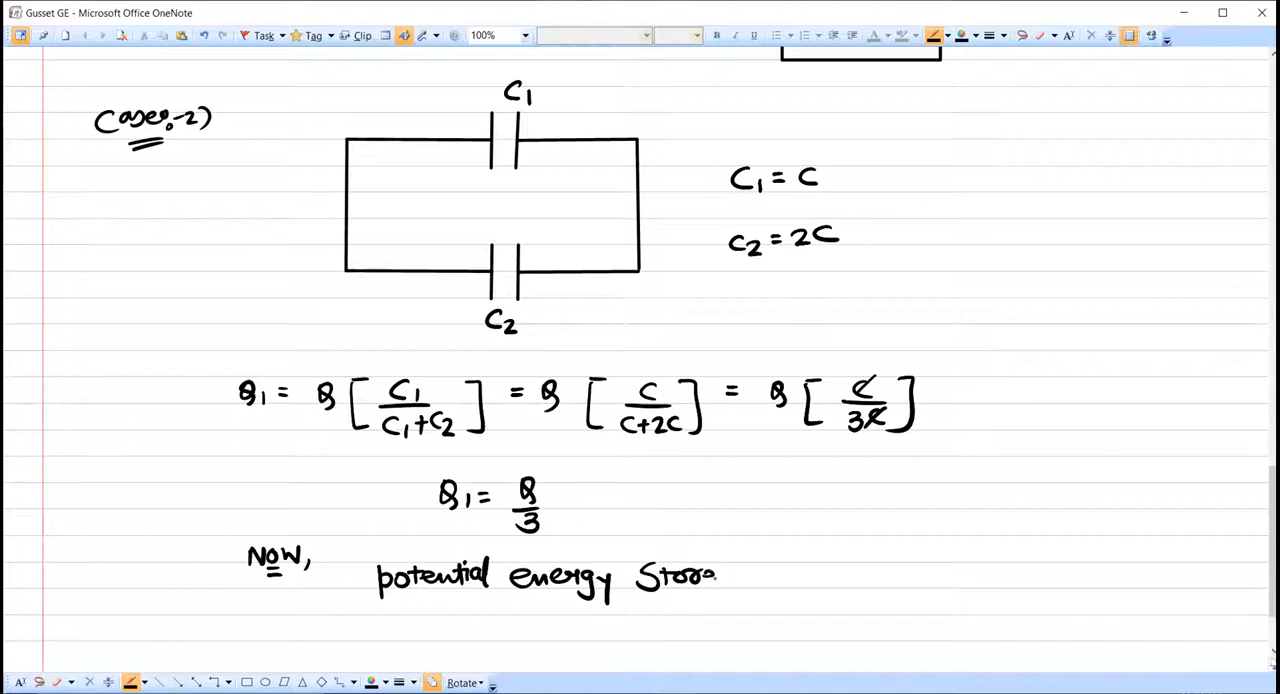 Gusset GE - Microsoft Office OneNote
Task Tag Clip 100%
Case:-2)
C1
C1 = C
C2 = 2C
C2
Q1 = Q [ C1 / C1+C2 ] = Q [ C / C+2C ] = Q [ C / 3C ]
Q1 = Q / 3
Now,
potential energy Store
Rotate